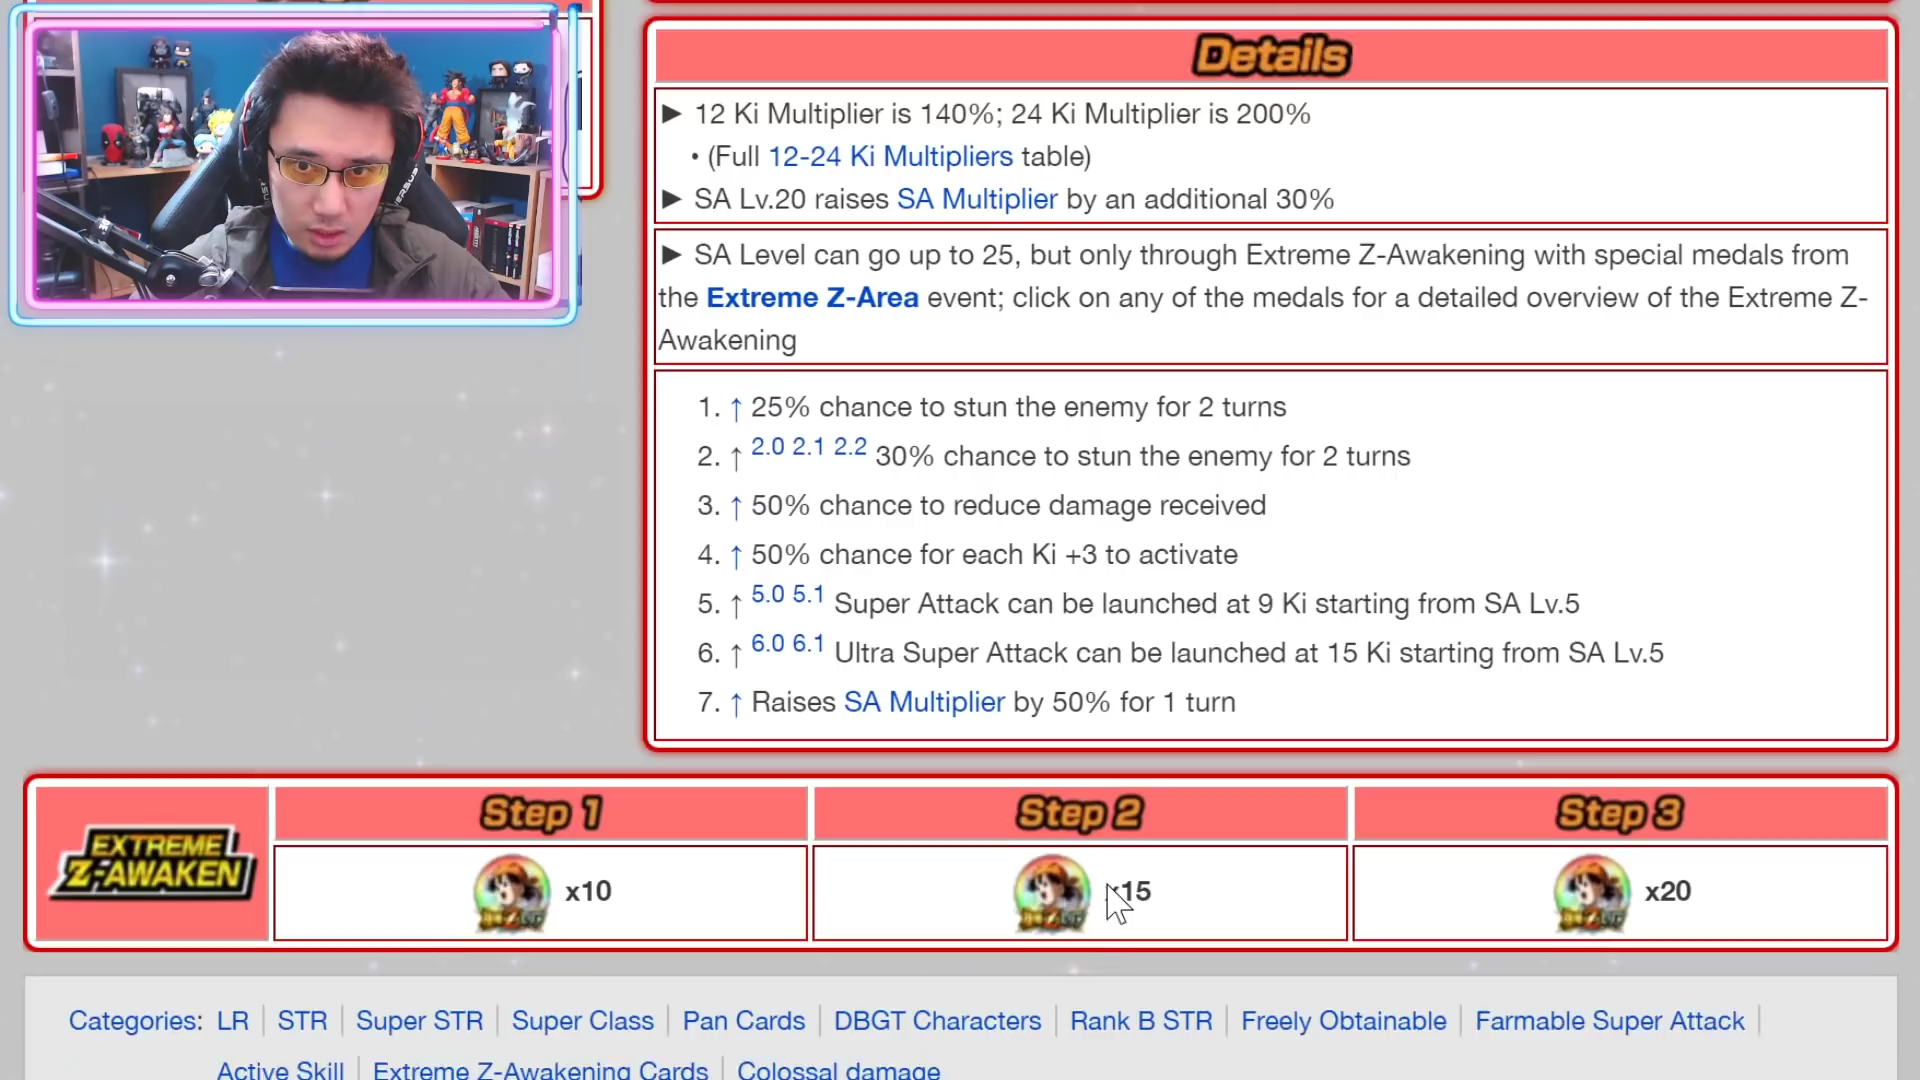 Details
► 12 Ki Multiplier is 140%; 24 Ki Multiplier is 200%
• (Full 12-24 Ki Multipliers table)
► SA Lv.20 raises SA Multiplier by an additional 30%
► SA Level can go up to 25, but only through Extreme Z-Awakening with special medals from
the Extreme Z-Area event; click on any of the medals for a detailed overview of the Extreme Z-
Awakening
1. ↑ 25% chance to stun the enemy for 2 turns
2. ↑ 2.0 2.1 2.2 30% chance to stun the enemy for 2 turns
3. ↑ 50% chance to reduce damage received
4. ↑ 50% chance for each Ki +3 to activate
5. ↑ 5.0 5.1 Super Attack can be launched at 9 Ki starting from SA Lv.5
6. ↑ 6.0 6.1 Ultra Super Attack can be launched at 15 Ki starting from SA Lv.5
7. ↑ Raises SA Multiplier by 50% for 1 turn
EXTREME
Z-AWAKEN
Step 1
Step 2
Step 3
x10
x15
x20
Categories: LR | STR | Super STR | Super Class | Pan Cards | DBGT Characters | Rank B STR | Freely Obtainable | Farmable Super Attack |
Active Skill | Extreme Z-Awakening Cards | Colossal damage